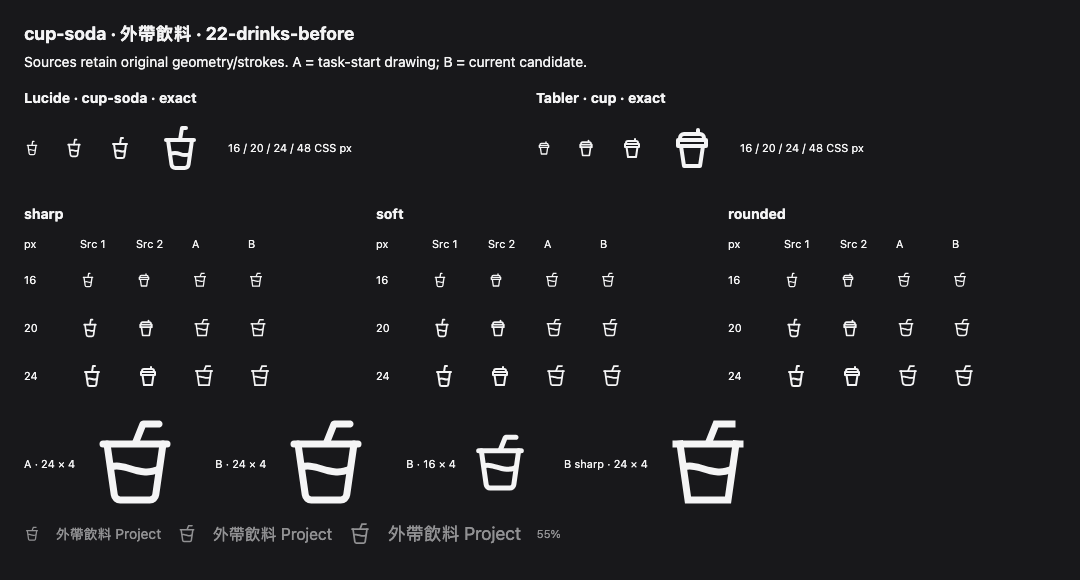 cup-soda · 外帶飲料 · 22-drinks-before
Sources retain original geometry/strokes. A = task-start drawing; B = current candidate.
Lucide · cup-soda · exact
Tabler · cup · exact
16 / 20 / 24 / 48 CSS px
16 / 20 / 24 / 48 CSS px
sharp
soft
rounded
px Src 1 Src 2 A B
px Src 1 Src 2 A B
px Src 1 Src 2 A B
16
16
16
20
20
20
24
24
24
A · 24 × 4
B · 24 × 4
B · 16 × 4
B sharp · 24 × 4
外帶飲料 Project
外帶飲料 Project
外帶飲料 Project
55%